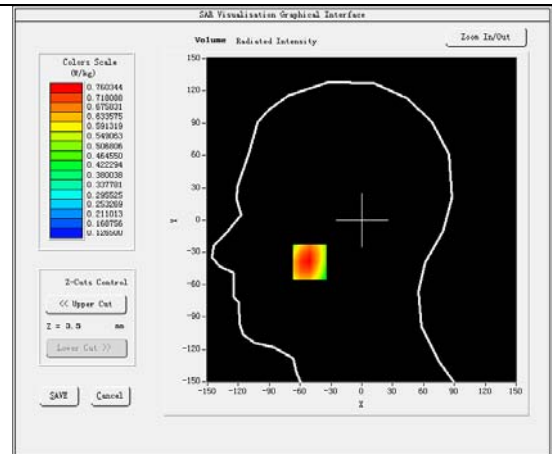 SAR Visualisation Graphical Interface
Volume Radiated Intensity
Zoom In/Out
Colors Scale
(W/kg)
0.760344
0.718088
0.675831
0.633575
0.591319
0.549063
0.506806
0.464550
0.422294
0.380038
0.337781
0.295525
0.253269
0.211013
0.168756
0.126500
Z-Cuts Control
<< Upper Cut
Z = 3.5 mm
Lower Cut >>
SAVE Cancel
150
120
90
60
30
Y 0
-30
-60
-90
-120
-150
-150 -120 -90 -60 -30 0 30 60 90 120 150
X